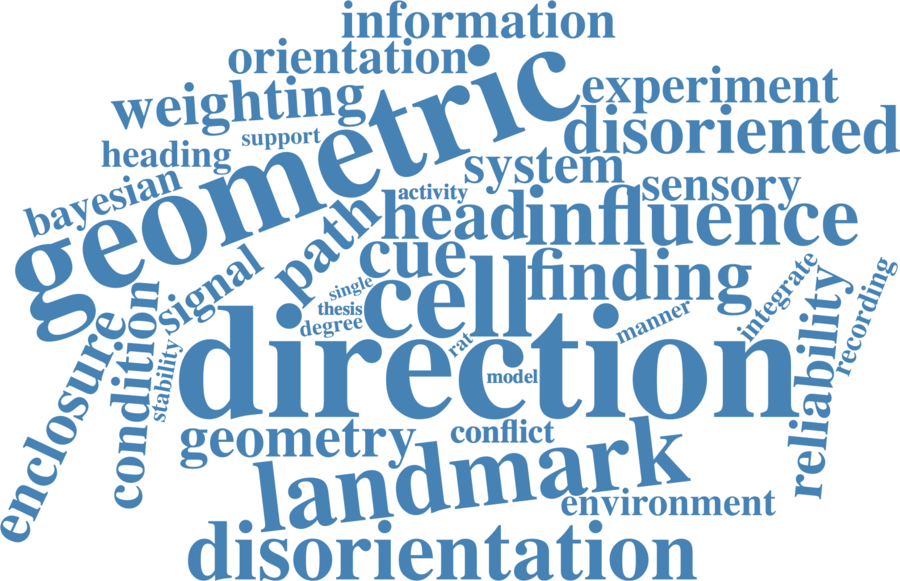 information
orientation
geometric
experiment
weighting
disoriented
support
heading
system
sensory
bayesian
activity
path
head
influence
cue
signal
finding
cell
single
thesis
degree
integrate
recording
condition
enclosure
stability
direction
manner
rat
model
reliability
geometry
conflict
landmark
environment
disorientation